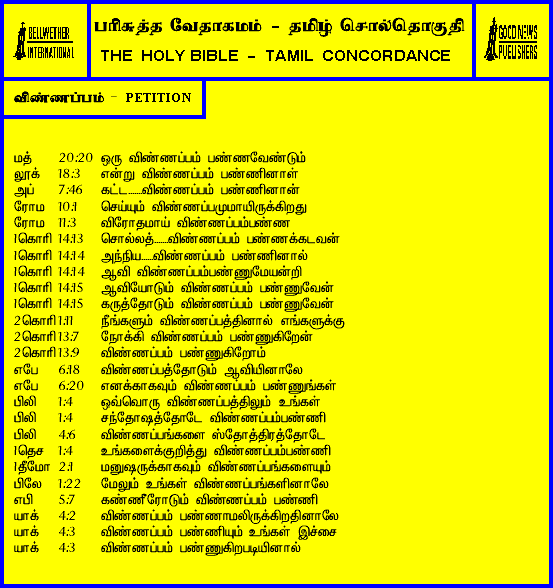 BELLWETHER
INTERNATIONAL
பரிசுத்த வேதாகமம் - தமிழ் சொல்தொகுதி
THE HOLY BIBLE - TAMIL CONCORDANCE
GOOD NEWS
PUBLISHERS
விண்ணப்பம் - PETITION
மத் 20:20 ஒரு விண்ணப்பம் பண்ணவேண்டும்
லூக் 18:3 என்று விண்ணப்பம் பண்ணினாள்
அப் 7:46 கட்ட......விண்ணப்பம் பண்ணினான்
ரோம 10:1 செய்யும் விண்ணப்பமுமாயிருக்கிறது
ரோம 11:3 விரோதமாய் விண்ணப்பம்பண்ண
1கொரி 14:13 சொல்லத்......விண்ணப்பம் பண்ணக்கடவன்
1கொரி 14:14 அந்நிய.....விண்ணப்பம் பண்ணினால்
1கொரி 14:14 ஆவி விண்ணப்பம்பண்ணுமேயன்றி
1கொரி 14:15 ஆவியோடும் விண்ணப்பம் பண்ணுவேன்
1கொரி 14:15 கருத்தோடும் விண்ணப்பம் பண்ணுவேன்
2கொரி 1:11 நீங்களும் விண்ணப்பத்தினால் எங்களுக்கு
2கொரி 13:7 நோக்கி விண்ணப்பம் பண்ணுகிறேன்
2கொரி 13:9 விண்ணப்பம் பண்ணுகிறோம்
எபே 6:18 விண்ணப்பத்தோடும் ஆவியினாலே
எபே 6:20 எனக்காகவும் விண்ணப்பம் பண்ணுங்கள்
பிலி 1:4 ஒவ்வொரு விண்ணப்பத்திலும் உங்கள்
பிலி 1:4 சந்தோஷத்தோடே விண்ணப்பம்பண்ணி
பிலி 4:6 விண்ணப்பங்களை ஸ்தோத்திரத்தோடே
1தெச 1:4 உங்களைக்குறித்து விண்ணப்பம்பண்ணி
1தீமோ 2:1 மனுஷருக்காகவும் விண்ணப்பங்களையும்
பிலே 1:22 மேலும் உங்கள் விண்ணப்பங்களினாலே
எபி 5:7 கண்ணீரோடும் விண்ணப்பம் பண்ணி
யாக் 4:2 விண்ணப்பம் பண்ணாமலிருக்கிறதினாலே
யாக் 4:3 விண்ணப்பம் பண்ணியும் உங்கள் இச்சை
யாக் 4:3 விண்ணப்பம் பண்ணுகிறபடியினால்